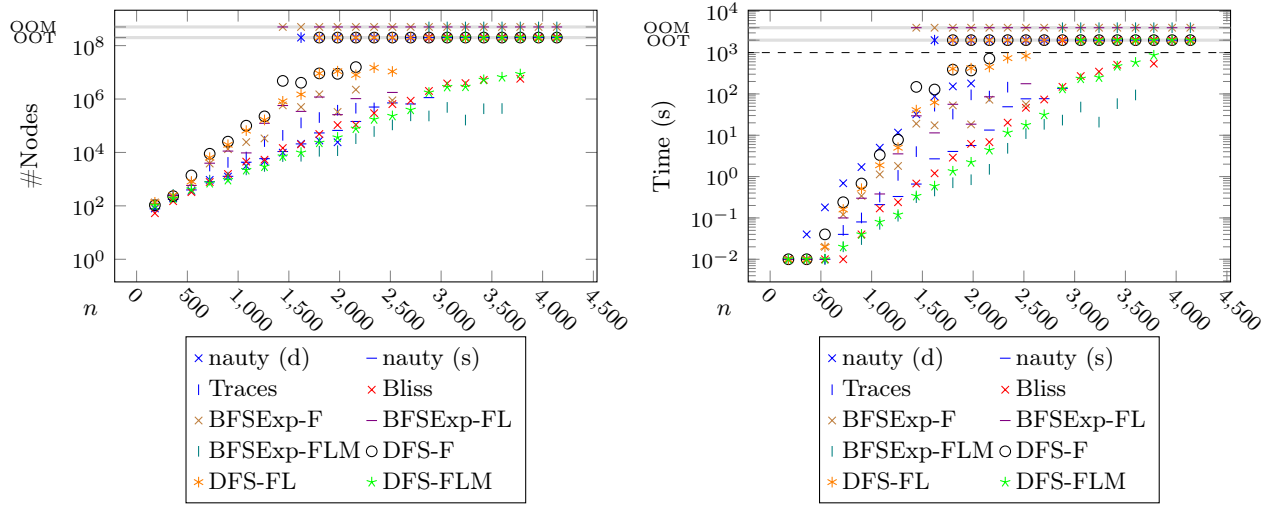 OOM
OOT
10^8
10^6
10^4
10^2
10^0
#Nodes
0
500
1,000
1,500
2,000
2,500
3,000
3,500
4,000
4,500
n
nauty (d)
nauty (s)
Traces
Bliss
BFSExp-F
BFSExp-FL
BFSExp-FLM
DFS-F
DFS-FL
DFS-FLM
10^4
OOM
OOT
10^3
10^2
10^1
10^0
10^−1
10^−2
Time (s)
0
500
1,000
1,500
2,000
2,500
3,000
3,500
4,000
4,500
n
nauty (d)
nauty (s)
Traces
Bliss
BFSExp-F
BFSExp-FL
BFSExp-FLM
DFS-F
DFS-FL
DFS-FLM